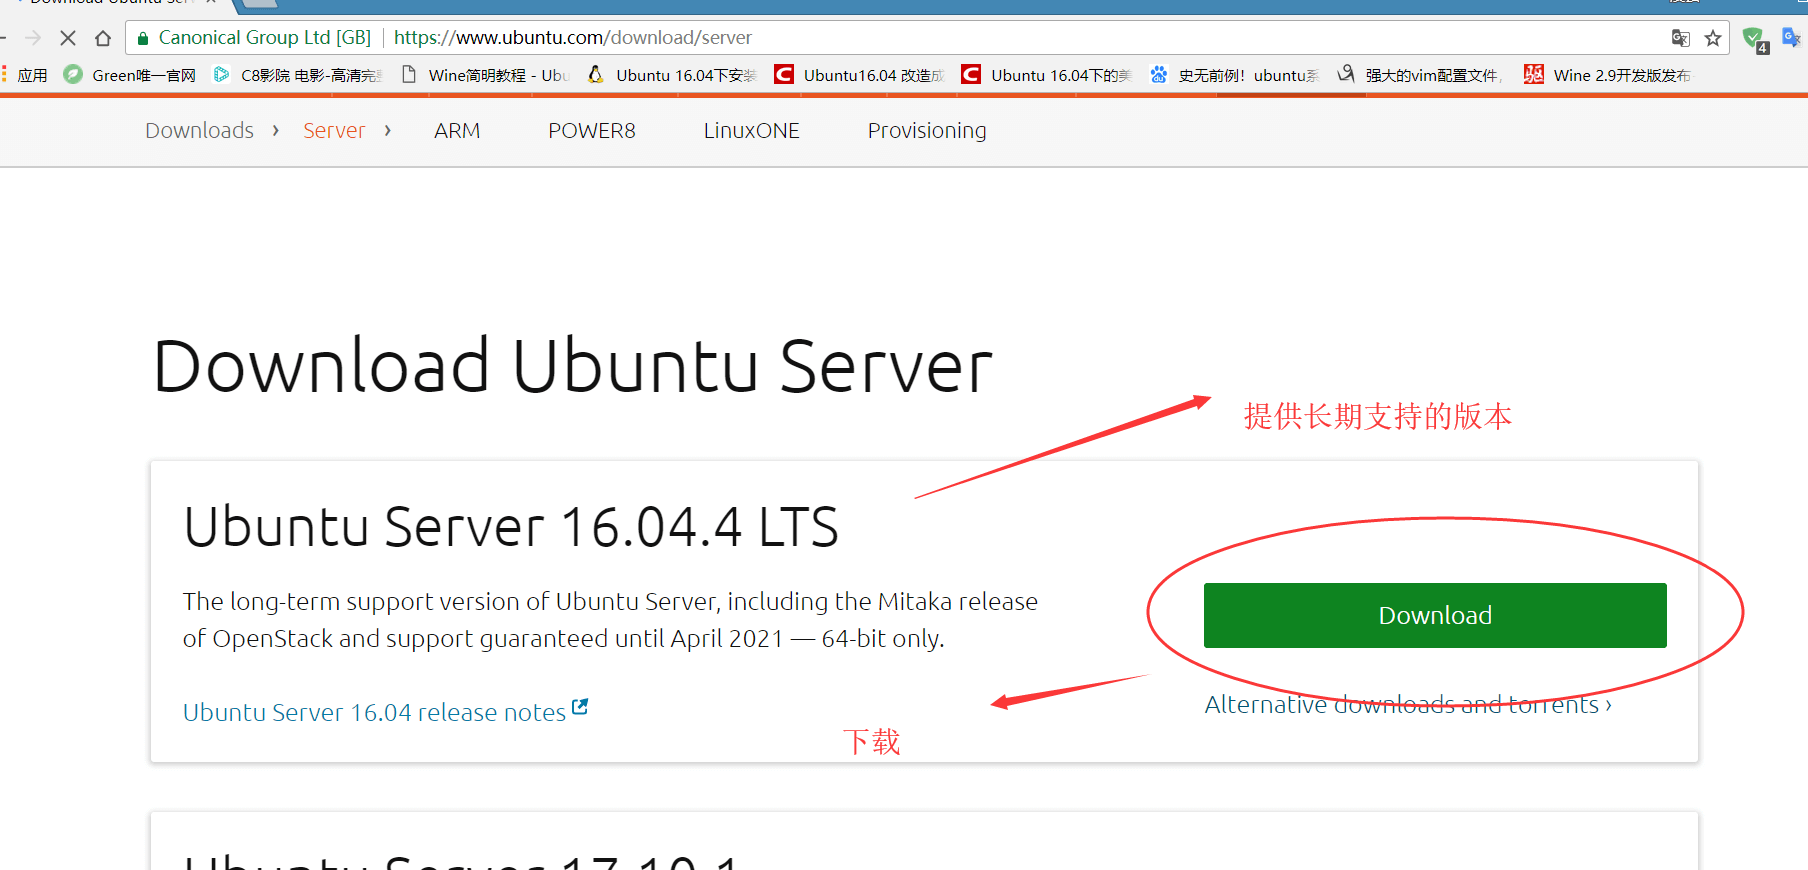 Download Ubuntu Serv
Canonical Group Ltd [GB] https://www.ubuntu.com/download/server
应用 Green唯一官网 C8影院 电影-高清完 Wine简明教程 - Ubu Ubuntu 16.04下安装 Ubuntu16.04 改造成 Ubuntu 16.04下的美 史无前例！ubuntu系 强大的vim配置文件, Wine 2.9开发版发布
4
Downloads › Server › ARM POWER8 LinuxONE Provisioning
Download Ubuntu Server
提供长期支持的版本
Ubuntu Server 16.04.4 LTS
The long-term support version of Ubuntu Server, including the Mitaka release
of OpenStack and support guaranteed until April 2021 — 64-bit only.
Download
Ubuntu Server 16.04 release notes
Alternative downloads and torrents ›
下载
Ubuntu Server 17.10.1